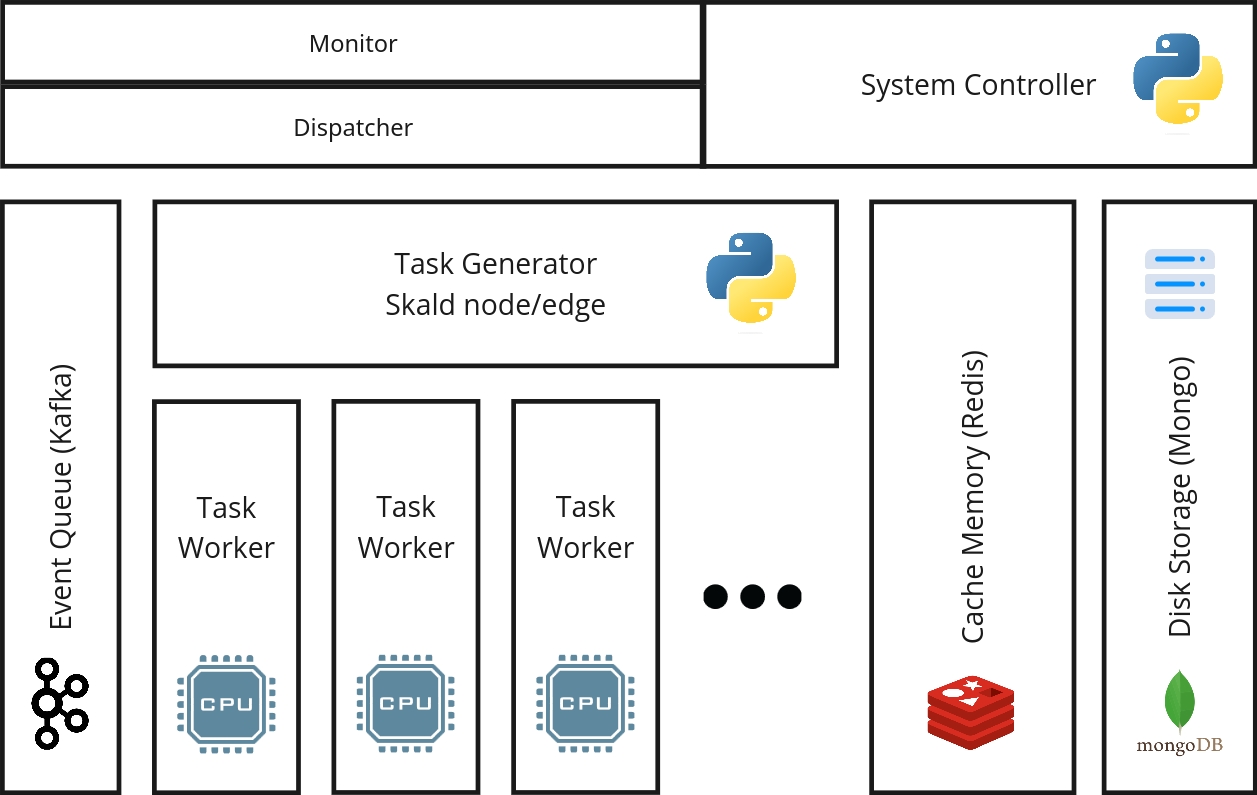 Monitor
System Controller
Dispatcher
Event Queue (Kafka)
Task Generator
Skald node/edge
Task
Worker
CPU
Task
Worker
CPU
Task
Worker
CPU
Cache Memory (Redis)
Disk Storage (Mongo)
mongoDB